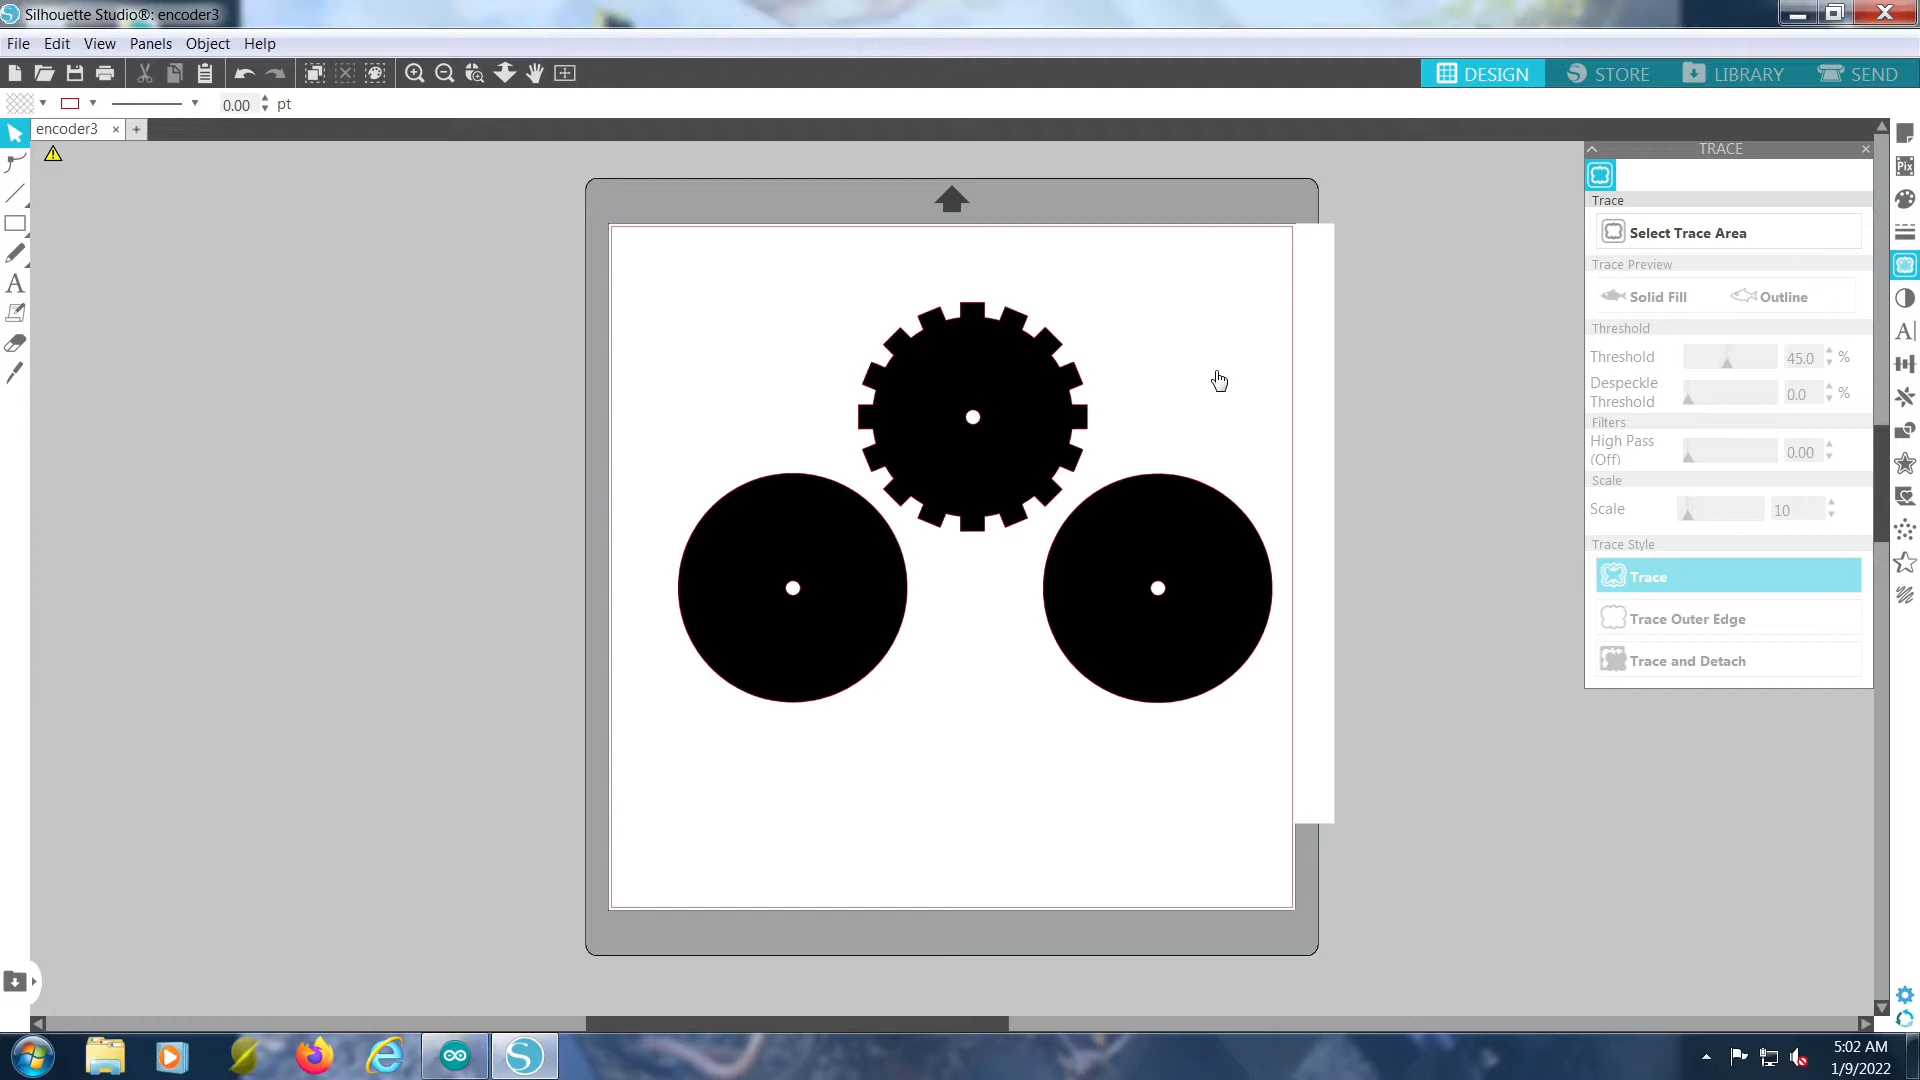 Silhouette Studio®: encoder3
File Edit View Panels Object Help
DESIGN STORE LIBRARY SEND
0.00 pt
encoder3 × +
TRACE
Trace
Select Trace Area
Trace Preview
Solid Fill Outline
Threshold
Threshold 45.0 %
Despeckle Threshold 0.0 %
Filters
High Pass (Off) 0.00
Scale
Scale 10
Trace Style
Trace
Trace Outer Edge
Trace and Detach
5:02 AM
1/9/2022